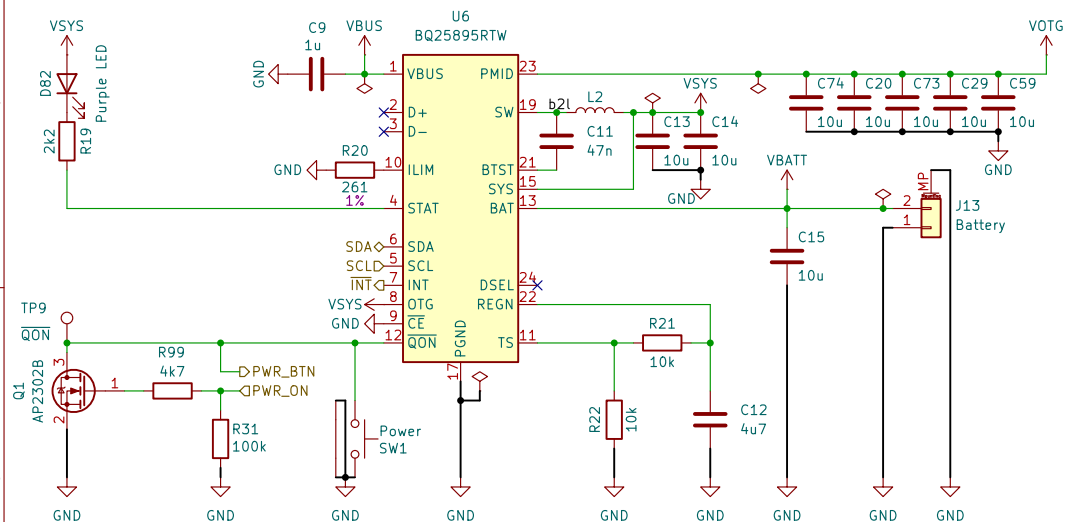 U6
BQ25895RTW
VSYS
D82
Purple LED
2k2
R19
C9
1u
GND
VBUS
1
VBUS
2
D+
3
D-
R20
GND
261
1%
10
ILIM
4
STAT
SDA
6
SDA
SCL
5
SCL
INT
7
INT
VSYS
8
OTG
GND
9
CE
12
QON
PGND
17
PMID
23
SW
19
BTST
21
SYS
15
BAT
13
DSEL
24
REGN
22
TS
11
b2l
L2
C11
47n
C13
10u
VSYS
C14
10u
GND
VOTG
C74
10u
C20
10u
C73
10u
C29
10u
C59
10u
GND
VBATT
C15
10u
MP
2
1
J13
Battery
R21
10k
R22
10k
C12
4u7
TP9
QON
3
Q1
AP2302B
1
2
R99
4k7
PWR_BTN
PWR_ON
R31
100k
Power
SW1
GND
GND
GND
GND
GND
GND
GND
GND
GND